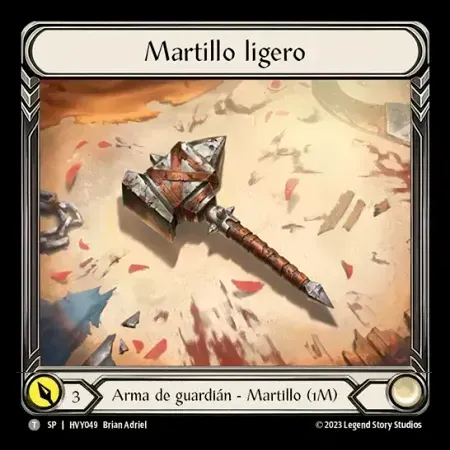 Martillo ligero
3
Arma de guardián - Martillo (1M)
T SP | HVY049 Brian Adriel
©2023 Legend Story Studios